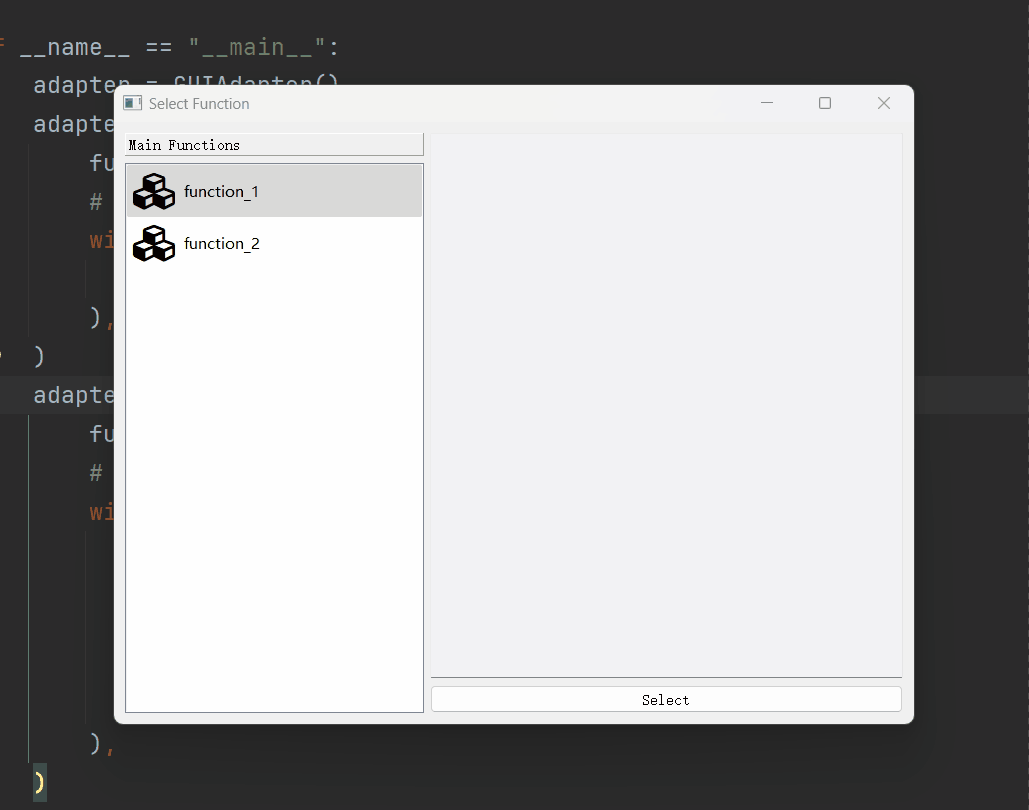 __name__ == "__main__":
adapter = GUIAdapter()
Select Function
adapte
Main Functions
fu
function_1
#
wi
function_2
),
)
adapte
fu
#
wi
Select
),
)